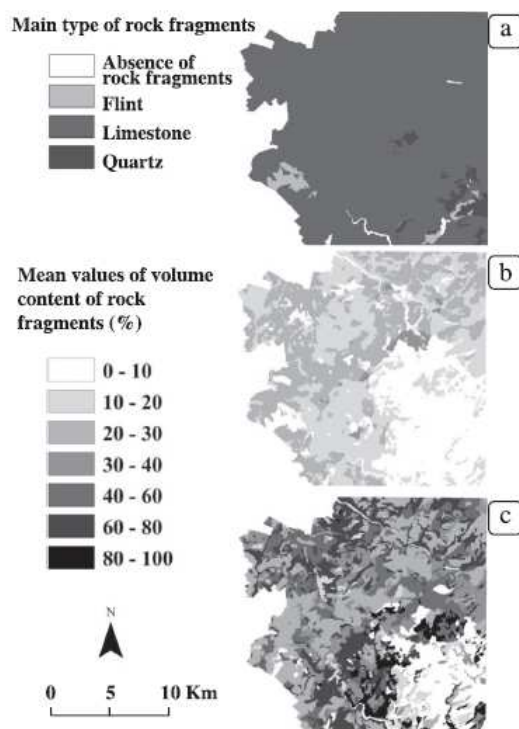 Main type of rock fragments
Absence of
rock fragments
Flint
Limestone
Quartz
a
Mean values of volume
content of rock
fragments (%)
0 - 10
10 - 20
20 - 30
30 - 40
40 - 60
60 - 80
80 - 100
b
c
N
0 5 10 Km